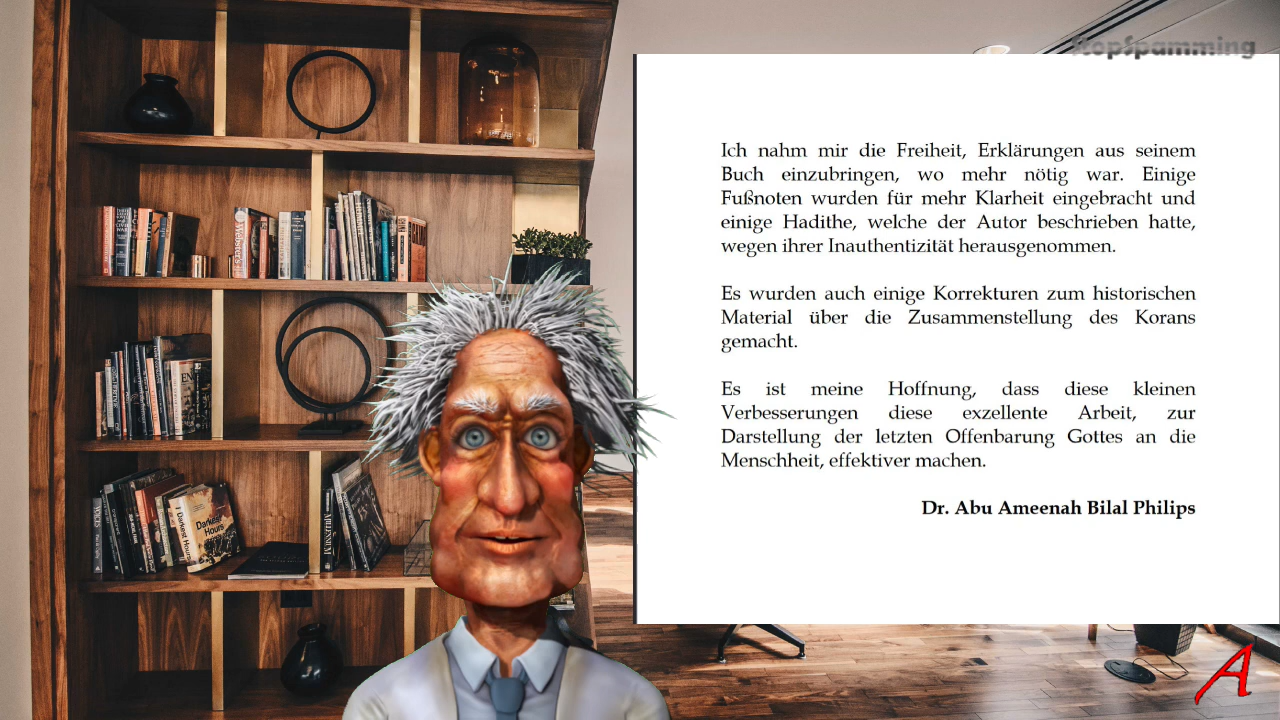 StopSpamming
Ich nahm mir die Freiheit, Erklärungen aus seinem
Buch einzubringen, wo mehr nötig war. Einige
Fußnoten wurden für mehr Klarheit eingebracht und
einige Hadithe, welche der Autor beschrieben hatte,
wegen ihrer Inauthentizität herausgenommen.
Es wurden auch einige Korrekturen zum historischen
Material über die Zusammenstellung des Korans
gemacht.
Es ist meine Hoffnung, dass diese kleinen
Verbesserungen diese exzellente Arbeit, zur
Darstellung der letzten Offenbarung Gottes an die
Menschheit, effektiver machen.
Dr. Abu Ameenah Bilal Philips
Darkest
Hours
A